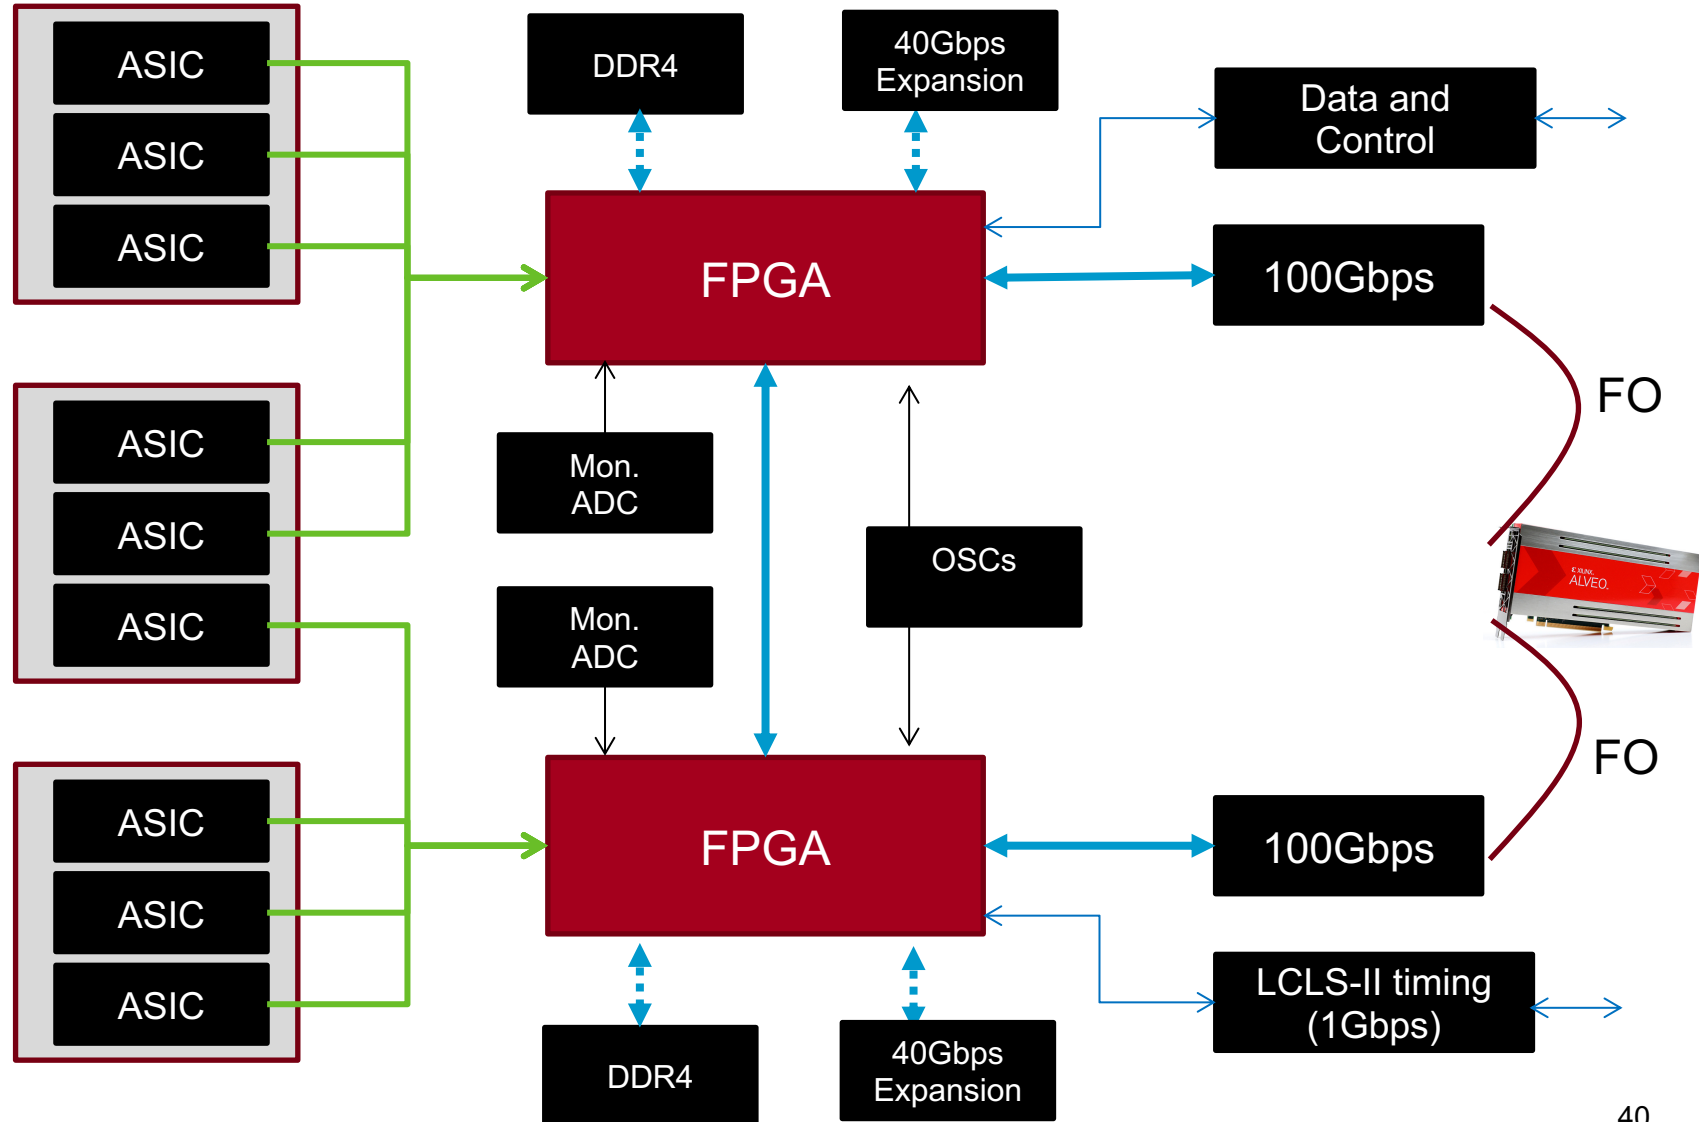 ASIC
ASIC
ASIC
DDR4
40Gbps
Expansion
Data and
Control
FPGA
100Gbps
FO
ASIC
ASIC
ASIC
Mon.
ADC
Mon.
ADC
OSCs
XILINX
ALVEO.
FO
ASIC
ASIC
ASIC
FPGA
100Gbps
LCLS-II timing
(1Gbps)
DDR4
40Gbps
Expansion
40